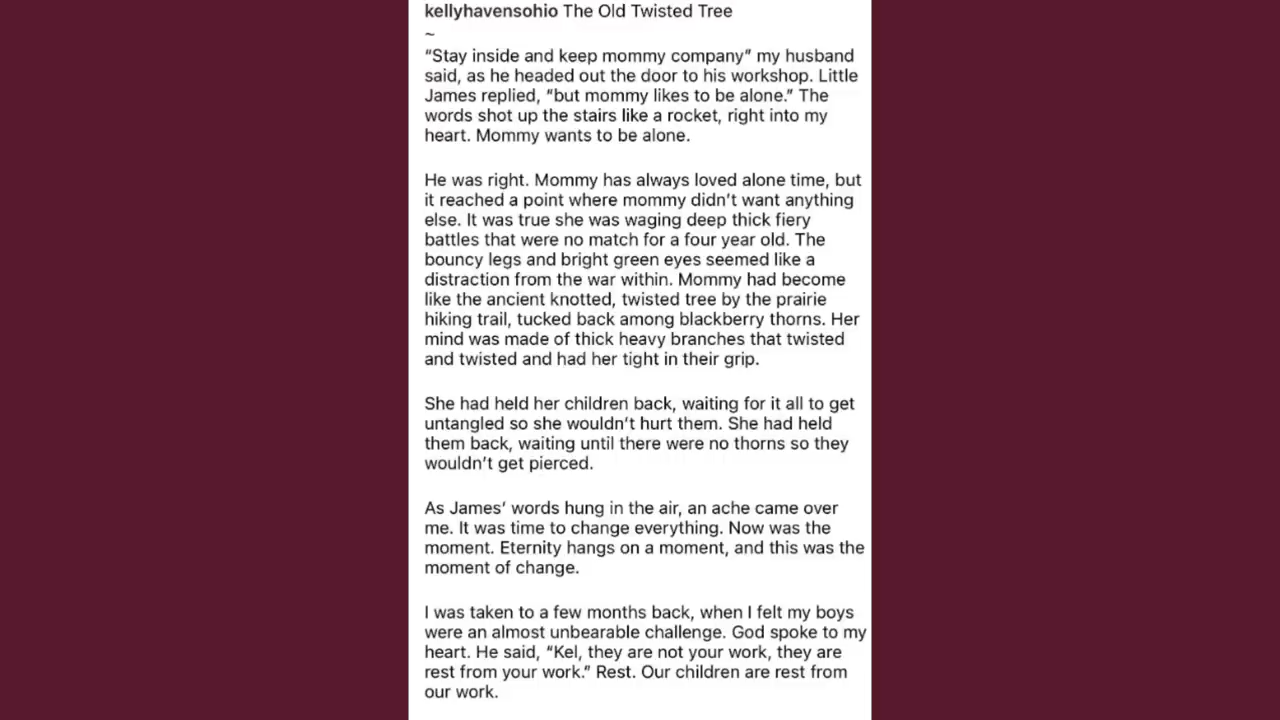 kellyhavensohio The Old Twisted Tree
~
“Stay inside and keep mommy company” my husband
said, as he headed out the door to his workshop. Little
James replied, “but mommy likes to be alone.” The
words shot up the stairs like a rocket, right into my
heart. Mommy wants to be alone.
He was right. Mommy has always loved alone time, but
it reached a point where mommy didn’t want anything
else. It was true she was waging deep thick fiery
battles that were no match for a four year old. The
bouncy legs and bright green eyes seemed like a
distraction from the war within. Mommy had become
like the ancient knotted, twisted tree by the prairie
hiking trail, tucked back among blackberry thorns. Her
mind was made of thick heavy branches that twisted
and twisted and had her tight in their grip.
She had held her children back, waiting for it all to get
untangled so she wouldn’t hurt them. She had held
them back, waiting until there were no thorns so they
wouldn’t get pierced.
As James’ words hung in the air, an ache came over
me. It was time to change everything. Now was the
moment. Eternity hangs on a moment, and this was the
moment of change.
I was taken to a few months back, when I felt my boys
were an almost unbearable challenge. God spoke to my
heart. He said, “Kel, they are not your work, they are
rest from your work.” Rest. Our children are rest from
our work.